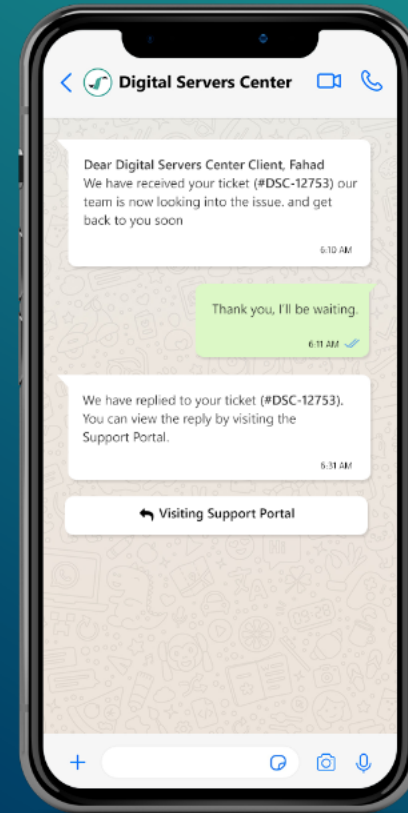 Digital Servers Center
Dear Digital Servers Center Client, Fahad
We have received your ticket (#DSC-12753) our
team is now looking into the issue. and get
back to you soon
6:10 AM
Thank you, I'll be waiting.
6:11 AM
We have replied to your ticket (#DSC-12753).
You can view the reply by visiting the
Support Portal.
6:31 AM
Visiting Support Portal